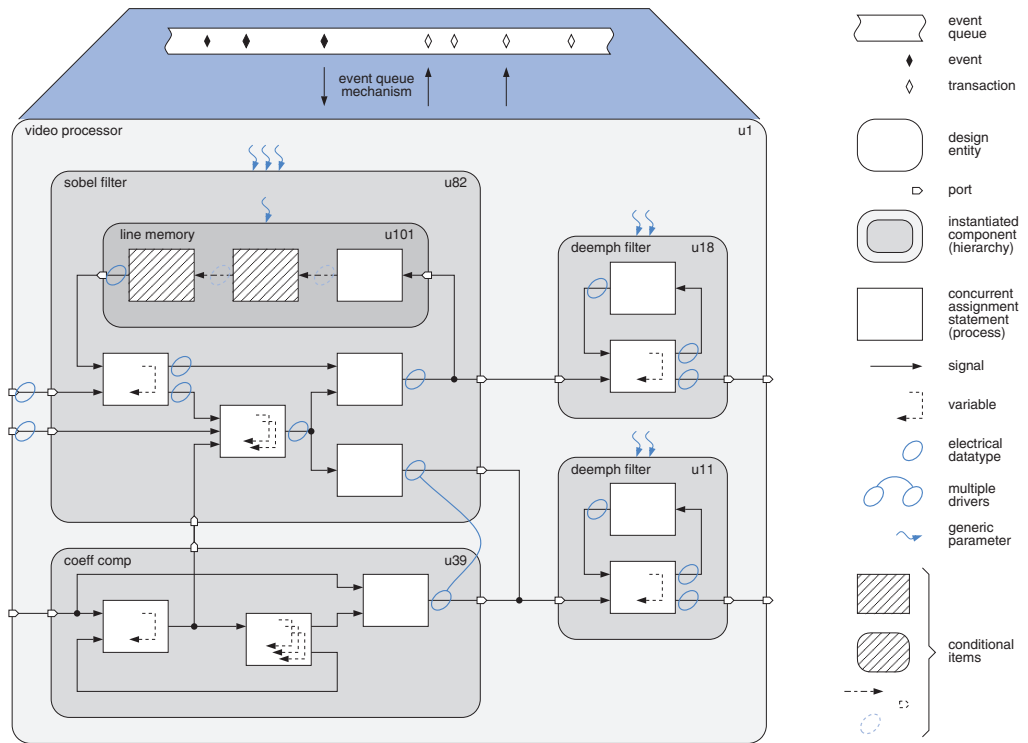 event queue
mechanism
video processor
u1
sobel filter
u82
line memory
u101
deemph filter
u18
deemph filter
u11
coeff comp
u39
event
queue
event
transaction
design
entity
port
instantiated
component
(hierarchy)
concurrent
assignment
statement
(process)
signal
variable
electrical
datatype
multiple
drivers
generic
parameter
conditional
items